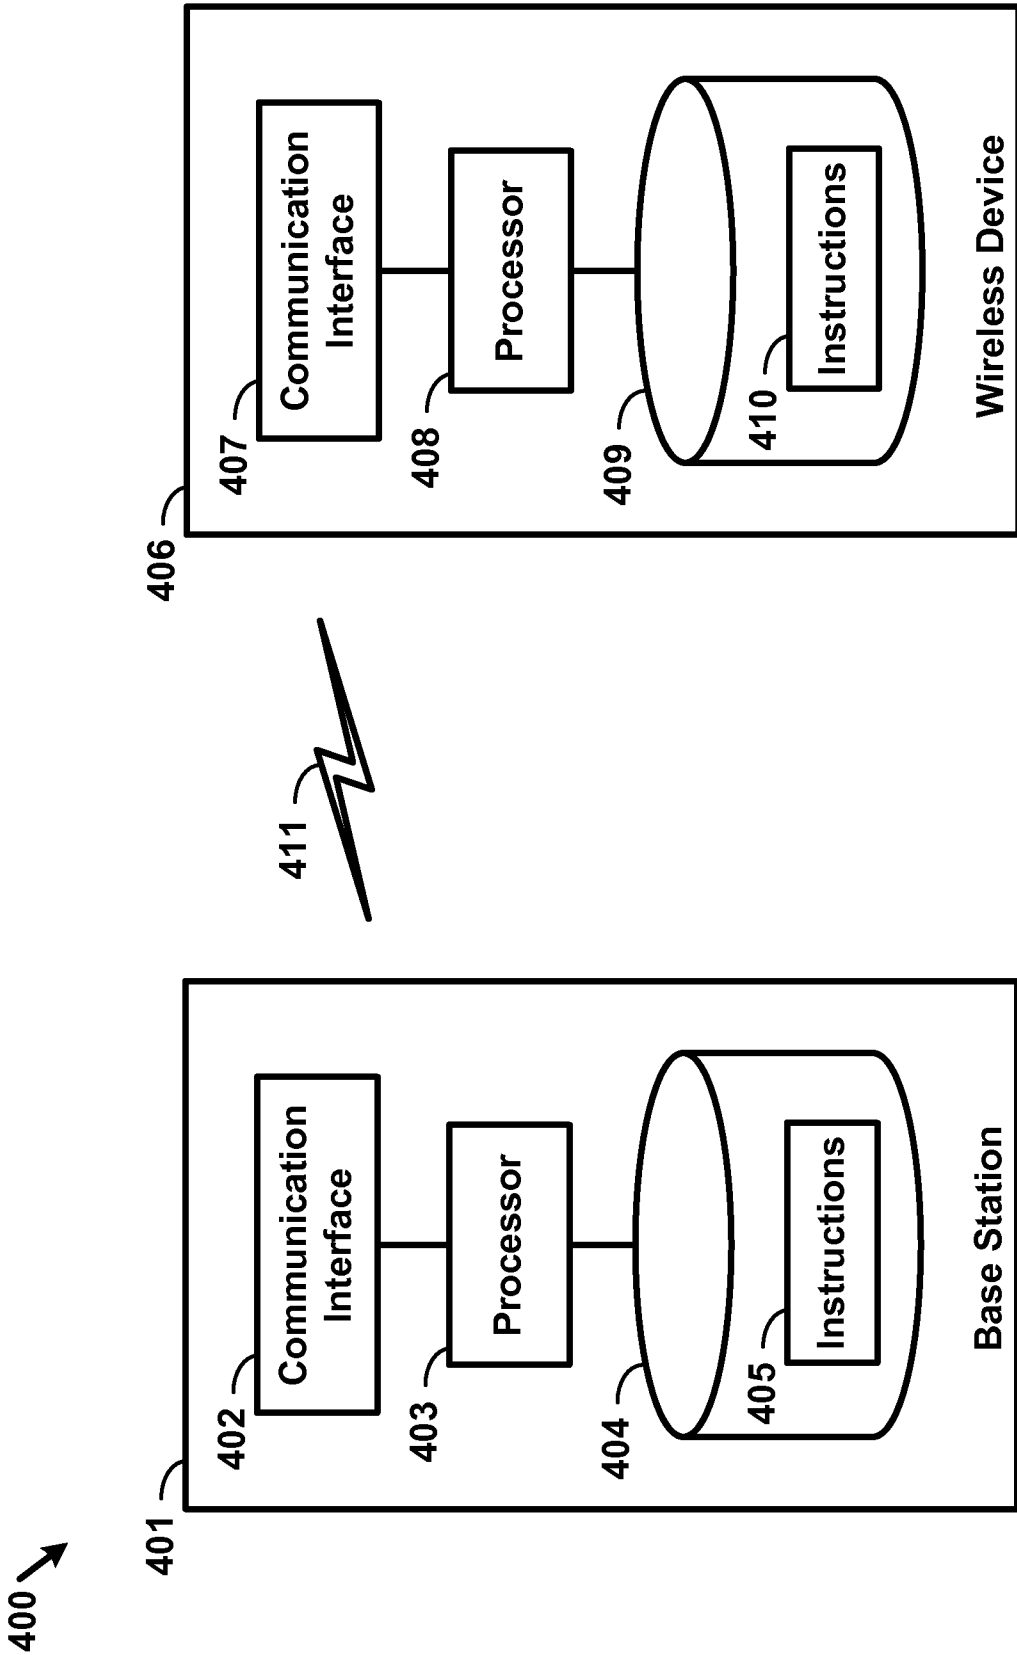 400
401
402
Communication
Interface
403
Processor
404
405
Instructions
Base Station
411
406
407
Communication
Interface
408
Processor
409
410
Instructions
Wireless Device